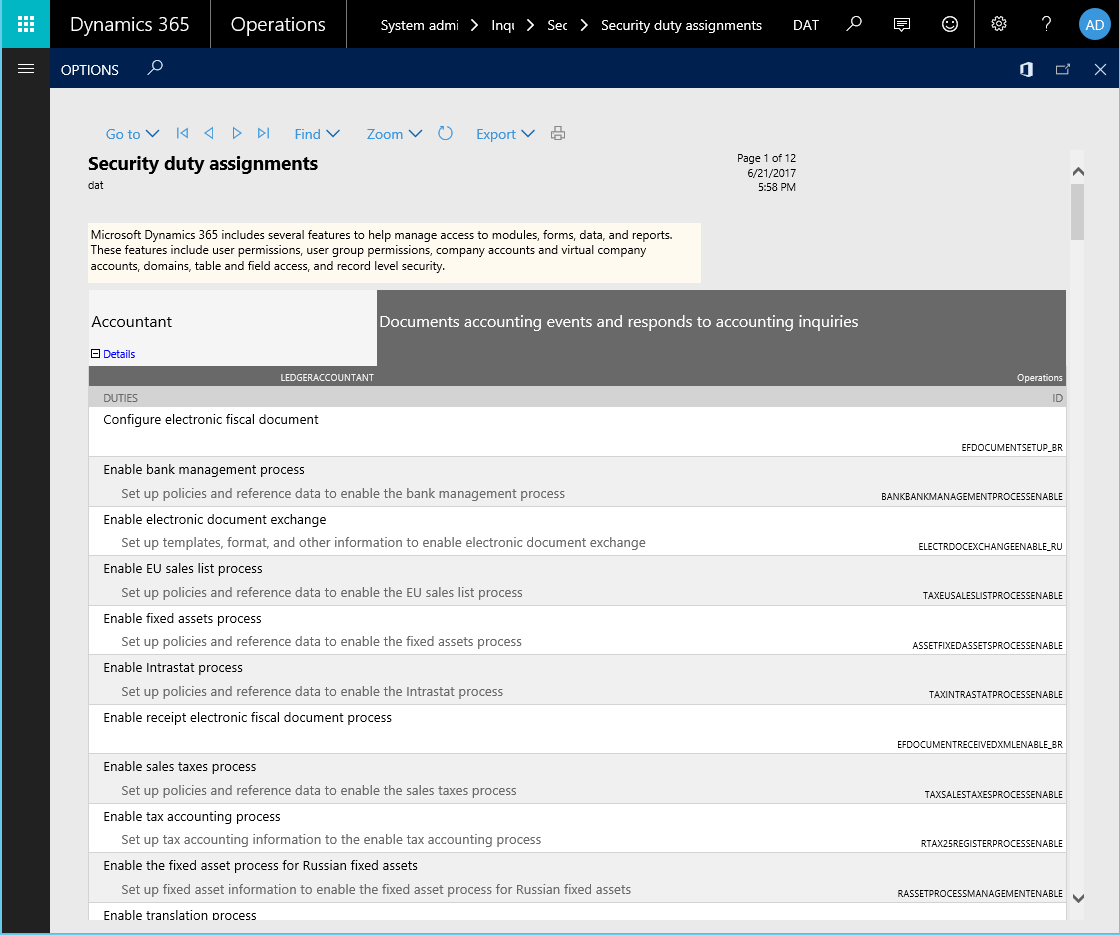 Dynamics 365
Operations
System admi > Inqu > Sec > Security duty assignments
DAT
?
AD
OPTIONS
Go to
Find
Zoom
Export
Security duty assignments
dat
Page 1 of 12
6/21/2017
5:58 PM
Microsoft Dynamics 365 includes several features to help manage access to modules, forms, data, and reports.
These features include user permissions, user group permissions, company accounts and virtual company
accounts, domains, table and field access, and record level security.
Accountant
Documents accounting events and responds to accounting inquiries
Details
LEDGERACCOUNTANT
Operations
DUTIES
ID
Configure electronic fiscal document
EFDOCUMENTSETUP_BR
Enable bank management process
Set up policies and reference data to enable the bank management process
BANKBANKMANAGEMENTPROCESSENABLE
Enable electronic document exchange
Set up templates, format, and other information to enable electronic document exchange
ELECTRDOCEXCHANGEENABLE_RU
Enable EU sales list process
Set up policies and reference data to enable the EU sales list process
TAXEUSALESLISTPROCESSENABLE
Enable fixed assets process
Set up policies and reference data to enable the fixed assets process
ASSETFIXEDASSETSPROCESSENABLE
Enable Intrastat process
Set up policies and reference data to enable the Intrastat process
TAXINTRASTATPROCESSENABLE
Enable receipt electronic fiscal document process
EFDOCUMENTRECEIVEDXMLENABLE_BR
Enable sales taxes process
Set up policies and reference data to enable the sales taxes process
TAXSALESTAXESPROCESSENABLE
Enable tax accounting process
Set up tax accounting information to the enable tax accounting process
RTAX25REGISTERPROCESSENABLE
Enable the fixed asset process for Russian fixed assets
Set up fixed asset information to enable the fixed asset process for Russian fixed assets
RASSETPROCESSMANAGEMENTENABLE
Enable translation process